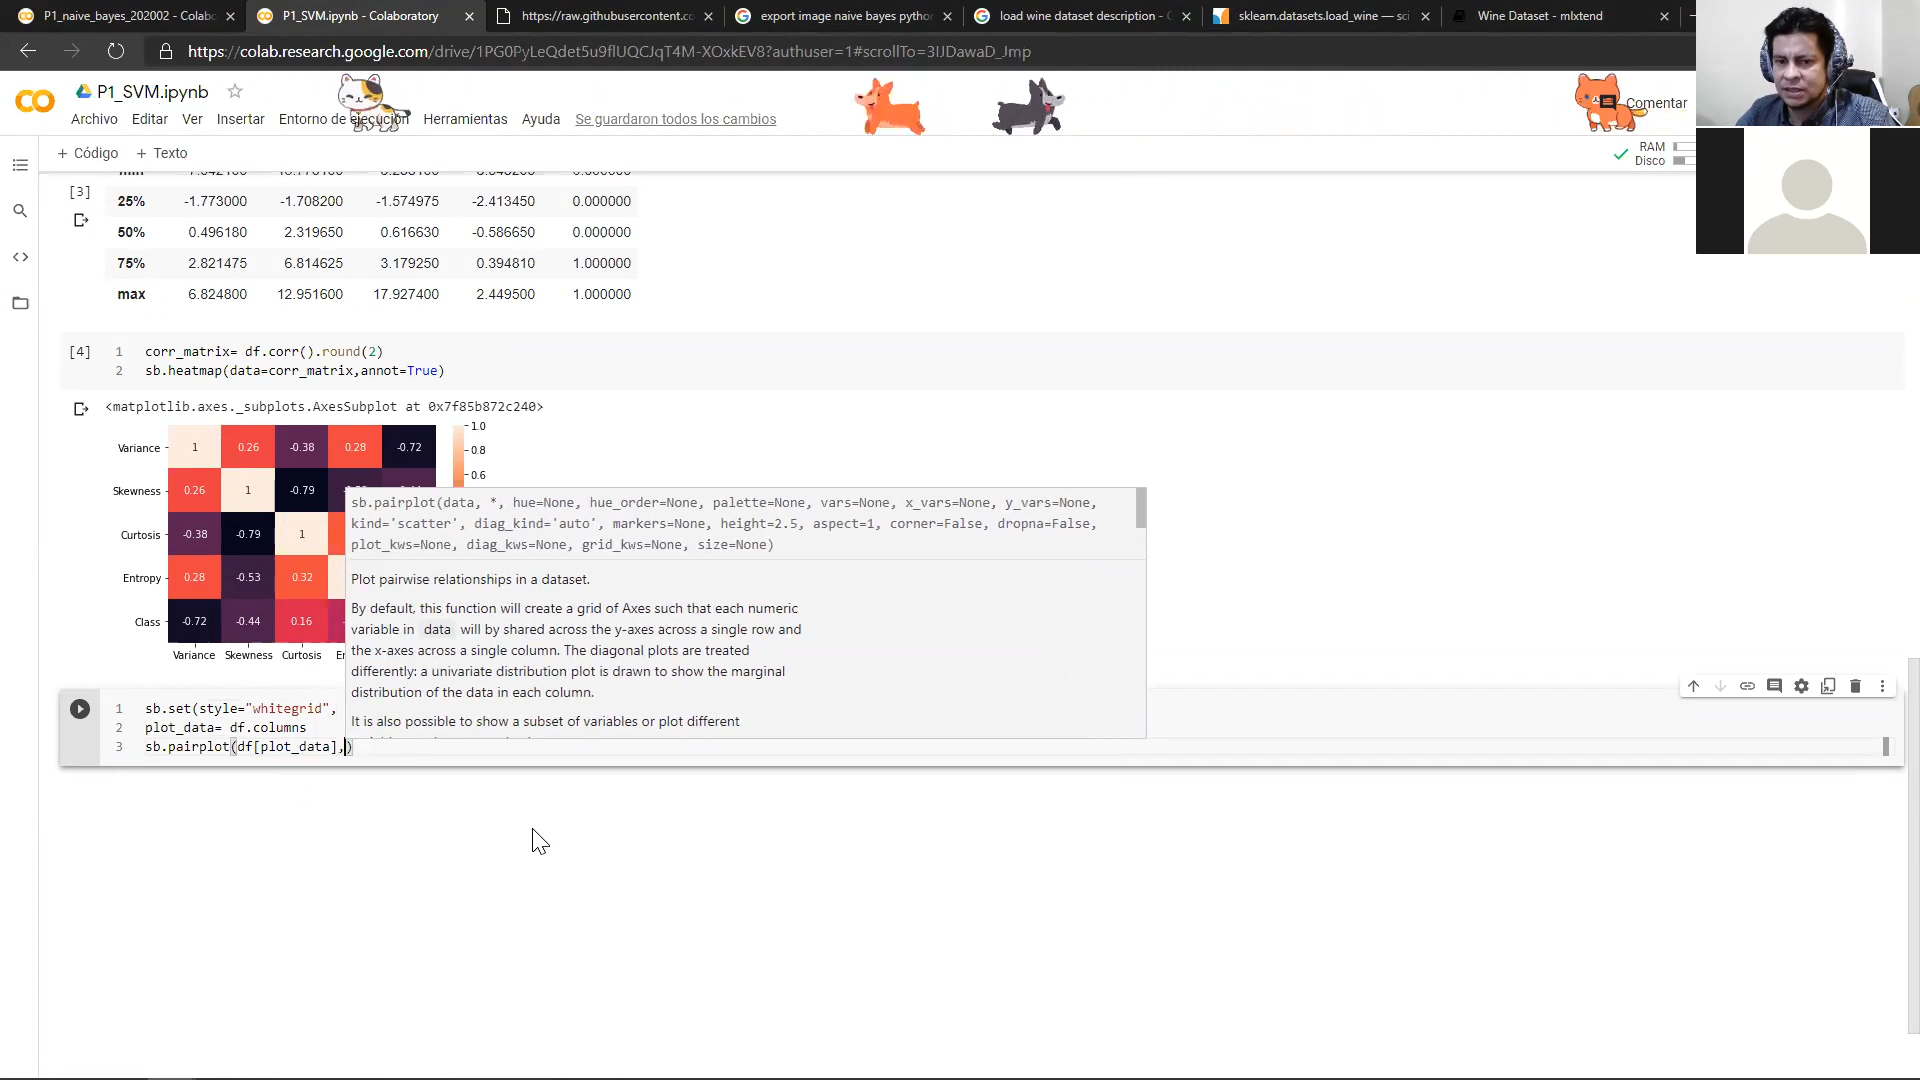 P1_naive_bayes_202002 - Colab
P1_SVM.ipynb - Colaboratory
https://raw.githubusercontent.cc
export image naive bayes python
load wine dataset description - G
sklearn.datasets.load_wine — sci
Wine Dataset - mlxtend
https://colab.research.google.com/drive/1PG0PyLeQdet5u9flUQCJqT4M-XOxkEV8?authuser=1#scrollTo=3IJDawaD_Jmp
P1_SVM.ipynb
Comentar
Archivo Editar Ver Insertar Entorno de ejecución Herramientas Ayuda Se guardaron todos los cambios
+ Código + Texto
RAM
Disco
[3]
25% -1.773000 -1.708200 -1.574975 -2.413450 0.000000
50% 0.496180 2.319650 0.616630 -0.586650 0.000000
75% 2.821475 6.814625 3.179250 0.394810 1.000000
max 6.824800 12.951600 17.927400 2.449500 1.000000
[4] 1 corr_matrix= df.corr().round(2)
2 sb.heatmap(data=corr_matrix,annot=True)
<matplotlib.axes._subplots.AxesSubplot at 0x7f85b872c240>
1.0
Variance 1 0.26 -0.38 0.28 -0.72
0.8
0.6
Skewness 0.26 1 -0.79
Curtosis -0.38 -0.79 1
Entropy 0.28 -0.53 0.32
Class -0.72 -0.44 0.16
Variance Skewness Curtosis
sb.pairplot(data, *, hue=None, hue_order=None, palette=None, vars=None, x_vars=None, y_vars=None,
kind='scatter', diag_kind='auto', markers=None, height=2.5, aspect=1, corner=False, dropna=False,
plot_kws=None, diag_kws=None, grid_kws=None, size=None)
Plot pairwise relationships in a dataset.
By default, this function will create a grid of Axes such that each numeric
variable in data will by shared across the y-axes across a single row and
the x-axes across a single column. The diagonal plots are treated
differently: a univariate distribution plot is drawn to show the marginal
distribution of the data in each column.
It is also possible to show a subset of variables or plot different
1 sb.set(style="whitegrid",
2 plot_data= df.columns
3 sb.pairplot(df[plot_data],)